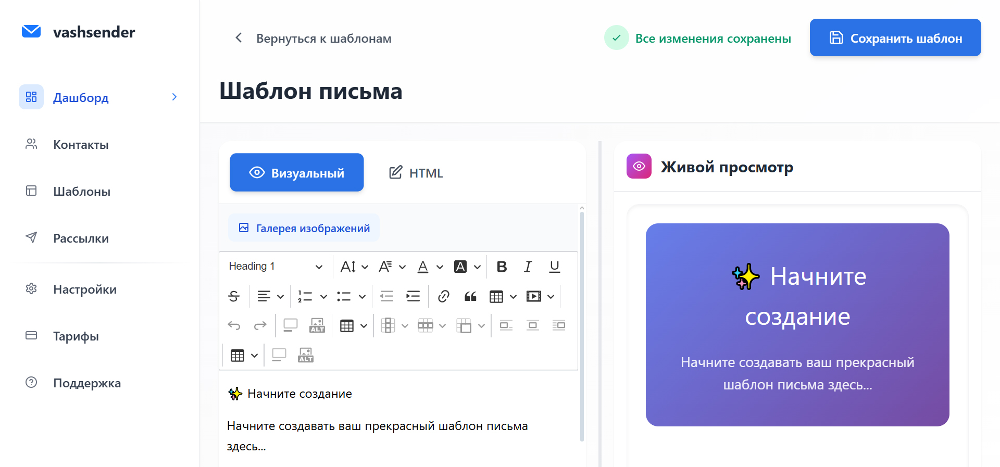 vashsender
Дашборд
Контакты
Шаблоны
Рассылки
Настройки
Тарифы
Поддержка
Вернуться к шаблонам
Все изменения сохранены
Сохранить шаблон
Шаблон письма
Визуальный
HTML
Галерея изображений
Heading 1
ALT
ALT
✨ Начните создание
Начните создавать ваш прекрасный шаблон письма
здесь...
Живой просмотр
✨ Начните
создание
Начните создавать ваш прекрасный
шаблон письма здесь...